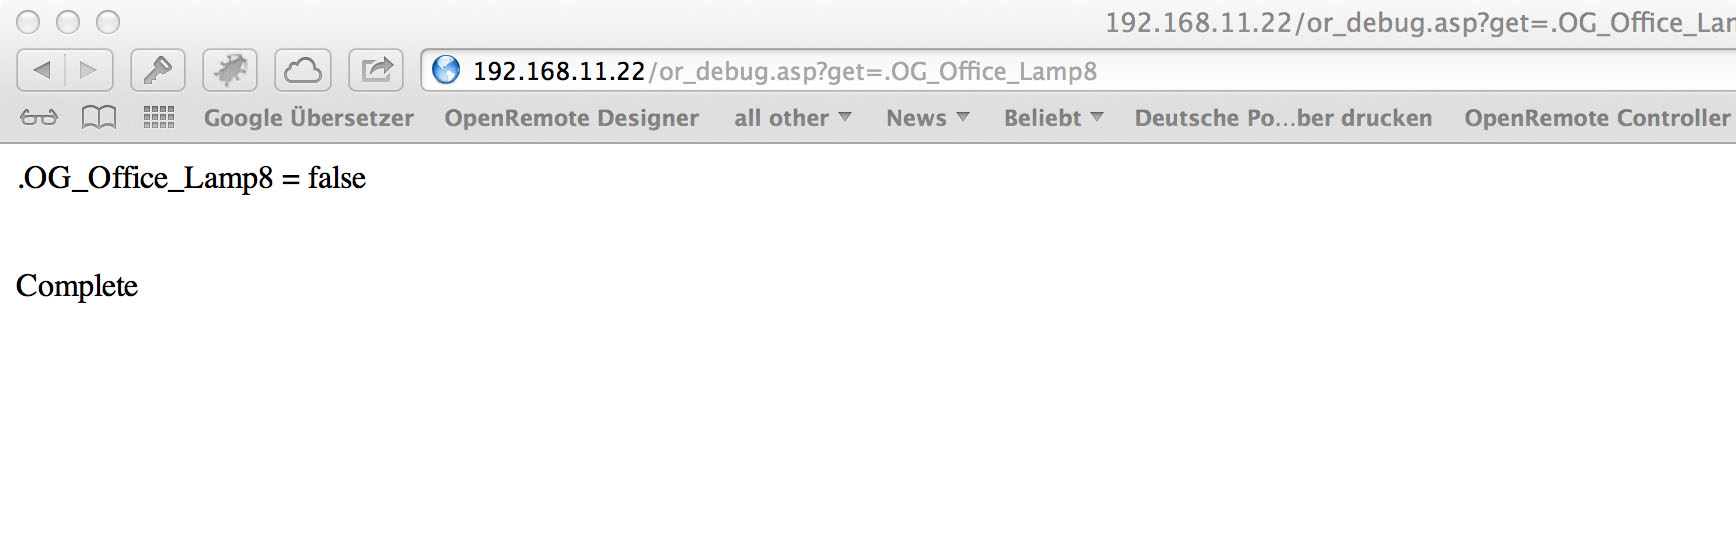 192.168.11.22/or_debug.asp?get=.OG_Office_Lam
192.168.11.22/or_debug.asp?get=.OG_Office_Lamp8
Google Übersetzer OpenRemote Designer all other News Beliebt Deutsche Po...ber drucken OpenRemote Controller
.OG_Office_Lamp8 = false
Complete